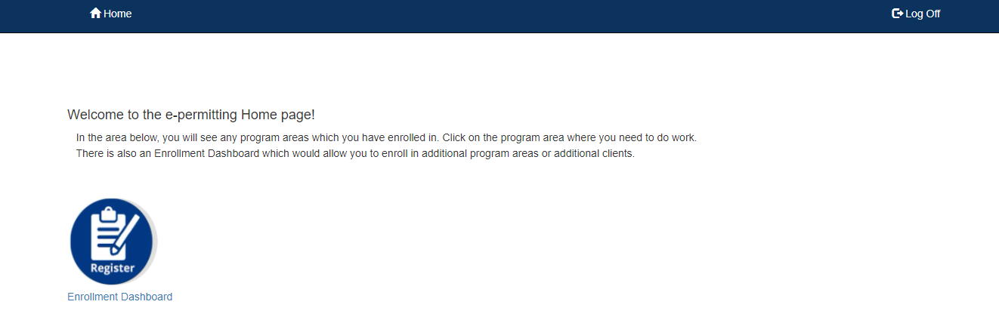 Home
Log Off
Welcome to the e-permitting Home page!
In the area below, you will see any program areas which you have enrolled in. Click on the program area where you need to do work.
There is also an Enrollment Dashboard which would allow you to enroll in additional program areas or additional clients.
Register
Enrollment Dashboard